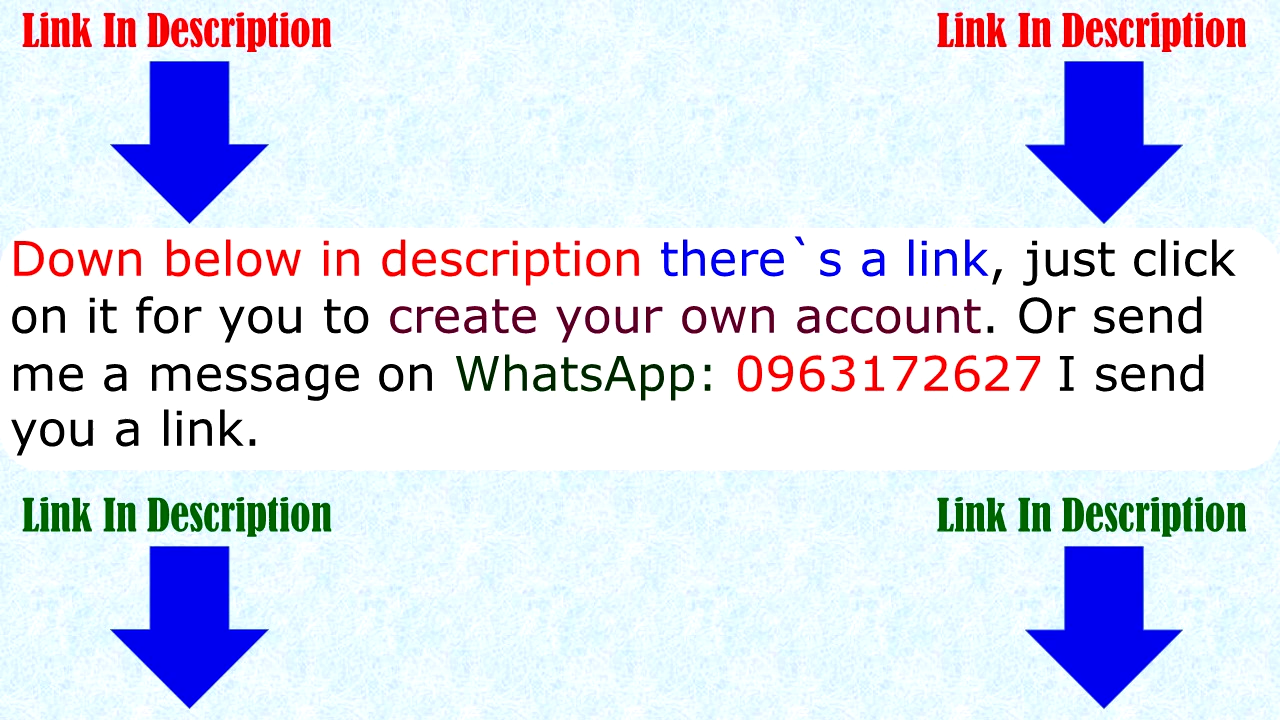 Link In Description
Link In Description
Down below in description there`s a link, just click
on it for you to create your own account. Or send
me a message on WhatsApp: 0963172627 I send
you a link.
Link In Description
Link In Description